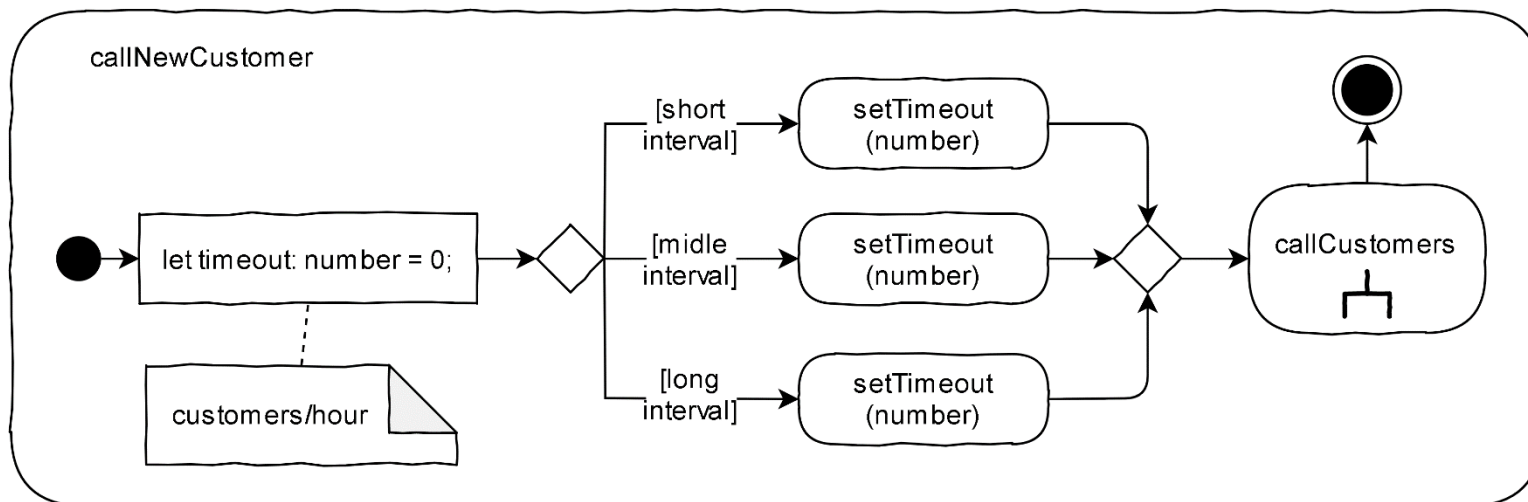 callNewCustomer
let timeout: number = 0;
customers/hour
[short
interval]
setTimeout
(number)
[midle
interval]
setTimeout
(number)
[long
interval]
setTimeout
(number)
callCustomers